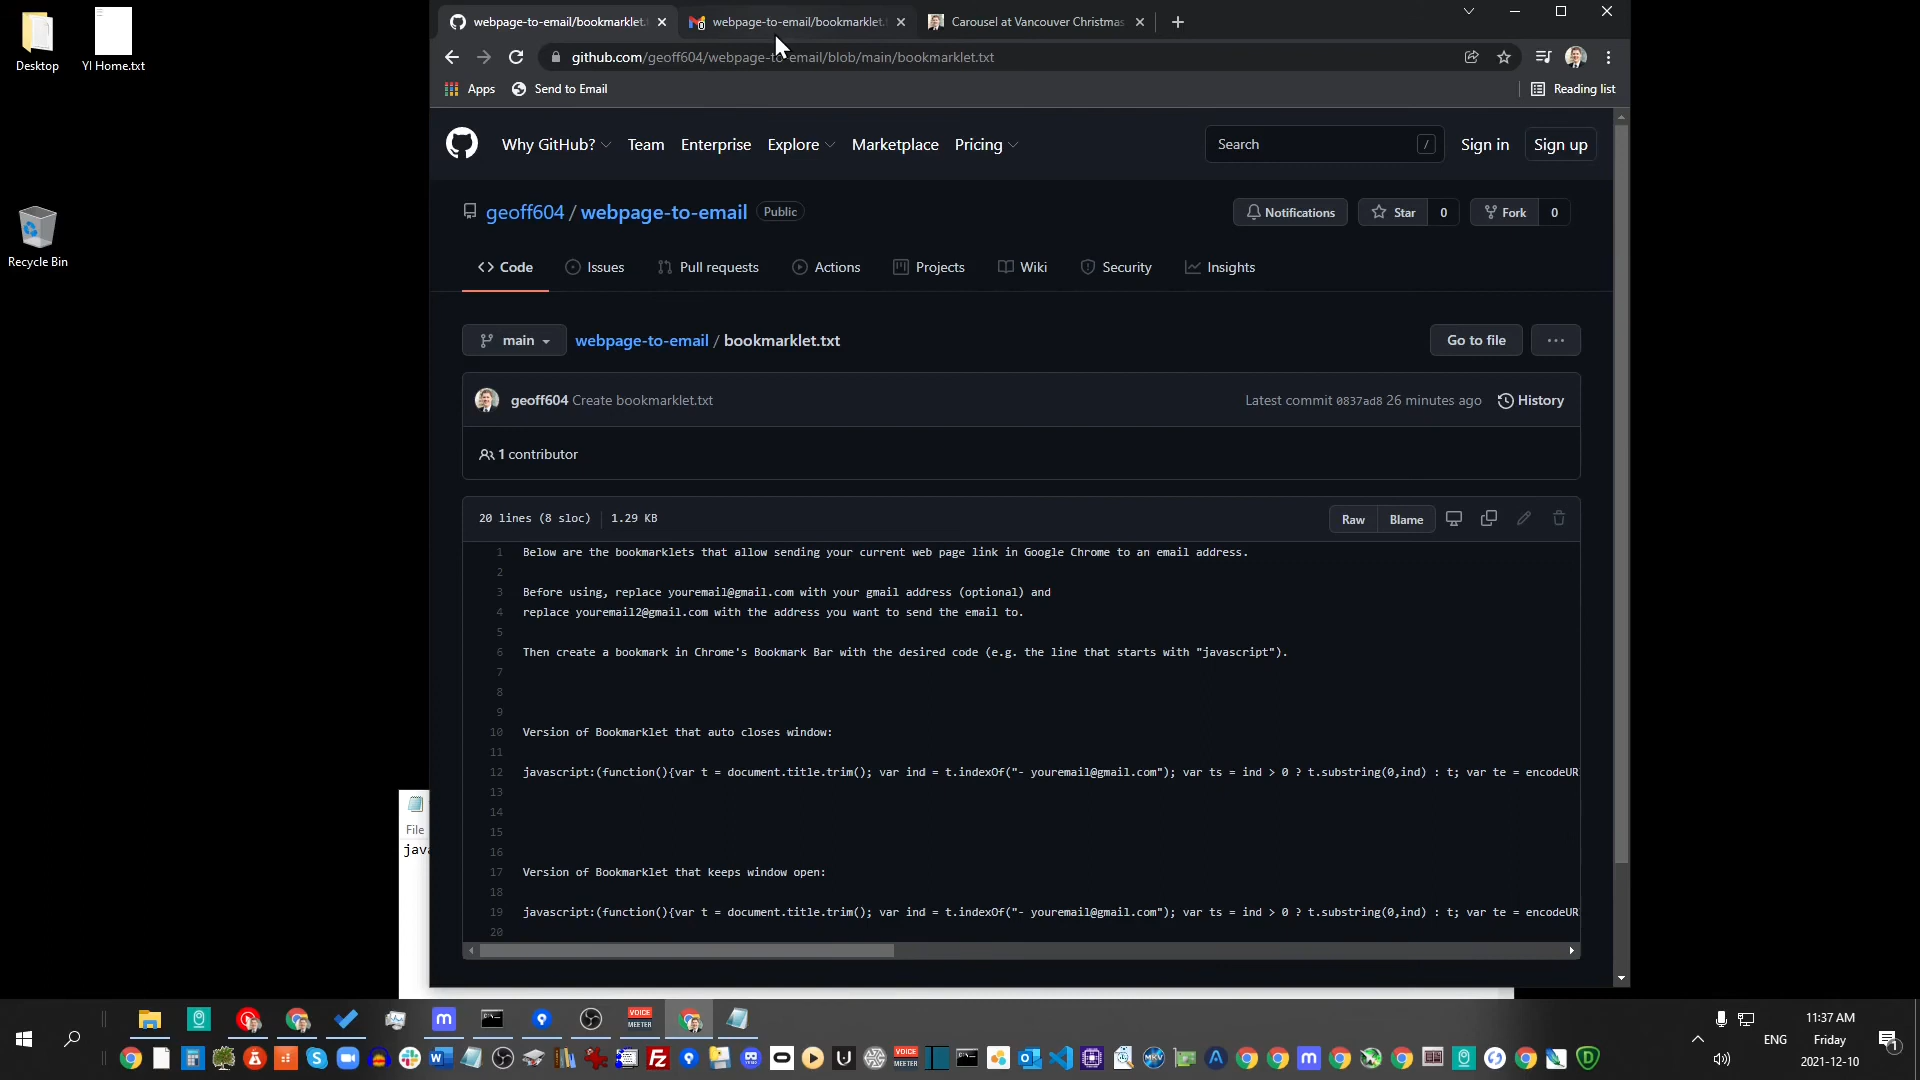 Desktop
YI Home.txt
Recycle Bin
webpage-to-email/bookmarklet.
webpage-to-email/bookmarklet.
Carousel at Vancouver Christmas
github.com/geoff604/webpage-to-email/blob/main/bookmarklet.txt
Apps
Send to Email
Reading list
Why GitHub?
Team
Enterprise
Explore
Marketplace
Pricing
Search
/
Sign in
Sign up
geoff604 / webpage-to-email
Public
Notifications
Star
0
Fork
0
Code
Issues
Pull requests
Actions
Projects
Wiki
Security
Insights
main
webpage-to-email / bookmarklet.txt
Go to file
geoff604 Create bookmarklet.txt
Latest commit 0837ad8 26 minutes ago
History
1 contributor
20 lines (8 sloc)
1.29 KB
Raw
Blame
1 Below are the bookmarklets that allow sending your current web page link in Google Chrome to an email address.
2
3 Before using, replace youremail@gmail.com with your gmail address (optional) and
4 replace youremail2@gmail.com with the address you want to send the email to.
5
6 Then create a bookmark in Chrome's Bookmark Bar with the desired code (e.g. the line that starts with "javascript").
7
8
9
10 Version of Bookmarklet that auto closes window:
11
12 javascript:(function(){var t = document.title.trim(); var ind = t.indexOf("- youremail@gmail.com"); var ts = ind > 0 ? t.substring(0,ind) : t; var te = encodeUR
13
14
15
16
17 Version of Bookmarklet that keeps window open:
18
19 javascript:(function(){var t = document.title.trim(); var ind = t.indexOf("- youremail@gmail.com"); var ts = ind > 0 ? t.substring(0,ind) : t; var te = encodeUR
20
File
java
VOICE
MEETER
VOICE
MEETER
ENG
11:37 AM
Friday
2021-12-10
1